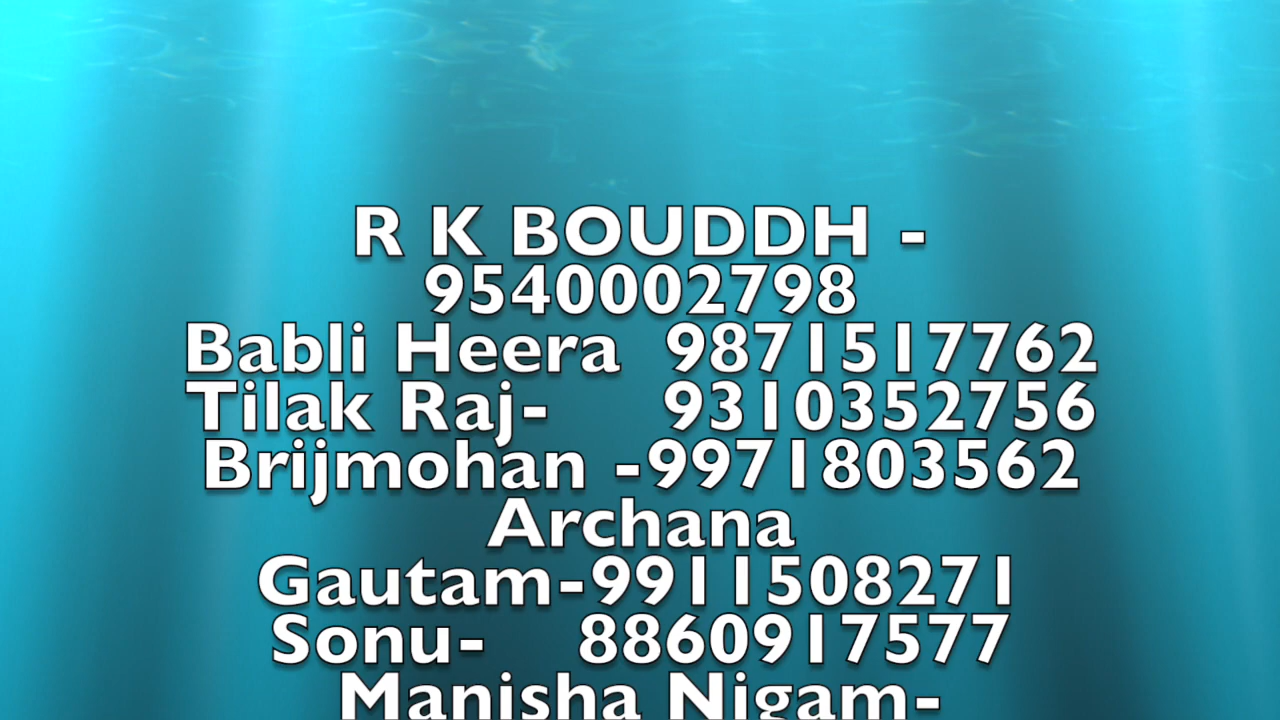 R K BOUDDH -
9540002798
Babli Heera 9871517762
Tilak Raj- 9310352756
Brijmohan -9971803562
Archana
Gautam-9911508271
Sonu- 8860917577
Manisha Nigam-